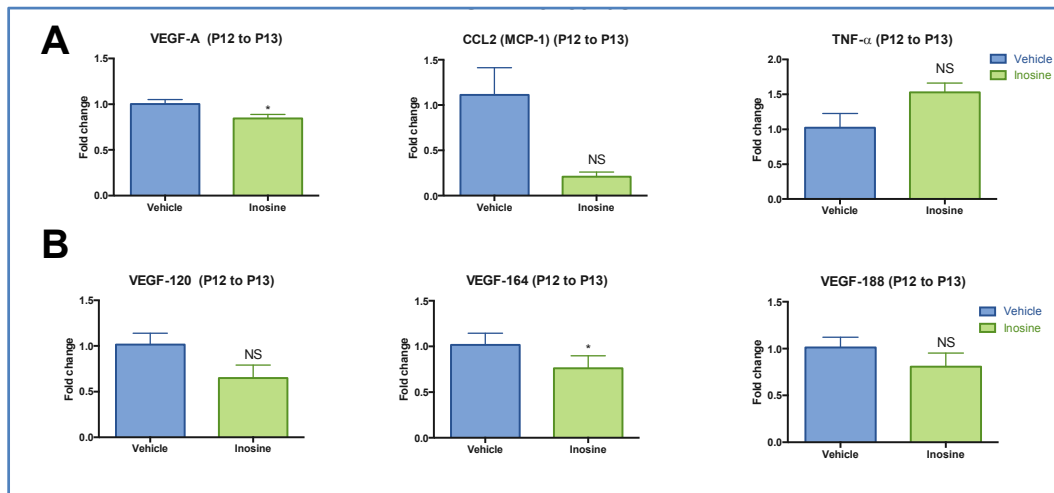 A
VEGF-A (P12 to P13)
Fold change
1.5
1.0
0.5
0.0
*
Vehicle
Inosine
CCL2 (MCP-1) (P12 to P13)
Fold change
1.5
1.0
0.5
0.0
NS
Vehicle
Inosine
TNF-α (P12 to P13)
Fold change
2.0
1.5
1.0
0.5
0.0
NS
Vehicle
Inosine
Vehicle
Inosine
B
VEGF-120 (P12 to P13)
Fold change
1.5
1.0
0.5
0.0
NS
Vehicle
Inosine
VEGF-164 (P12 to P13)
Fold change
1.5
1.0
0.5
0.0
*
Vehicle
Inosine
VEGF-188 (P12 to P13)
Fold change
1.5
1.0
0.5
0.0
NS
Vehicle
Inosine
Vehicle
Inosine